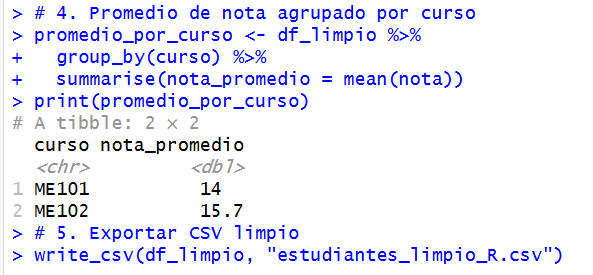 > # 4. Promedio de nota agrupado por curso
> promedio_por_curso <- df_limpio %>%
+   group_by(curso) %>%
+   summarise(nota_promedio = mean(nota))
> print(promedio_por_curso)
# A tibble: 2 × 2
  curso nota_promedio
  <chr>         <dbl>
1 ME101          14
2 ME102          15.7
> # 5. Exportar CSV limpio
> write_csv(df_limpio, "estudiantes_limpio_R.csv")